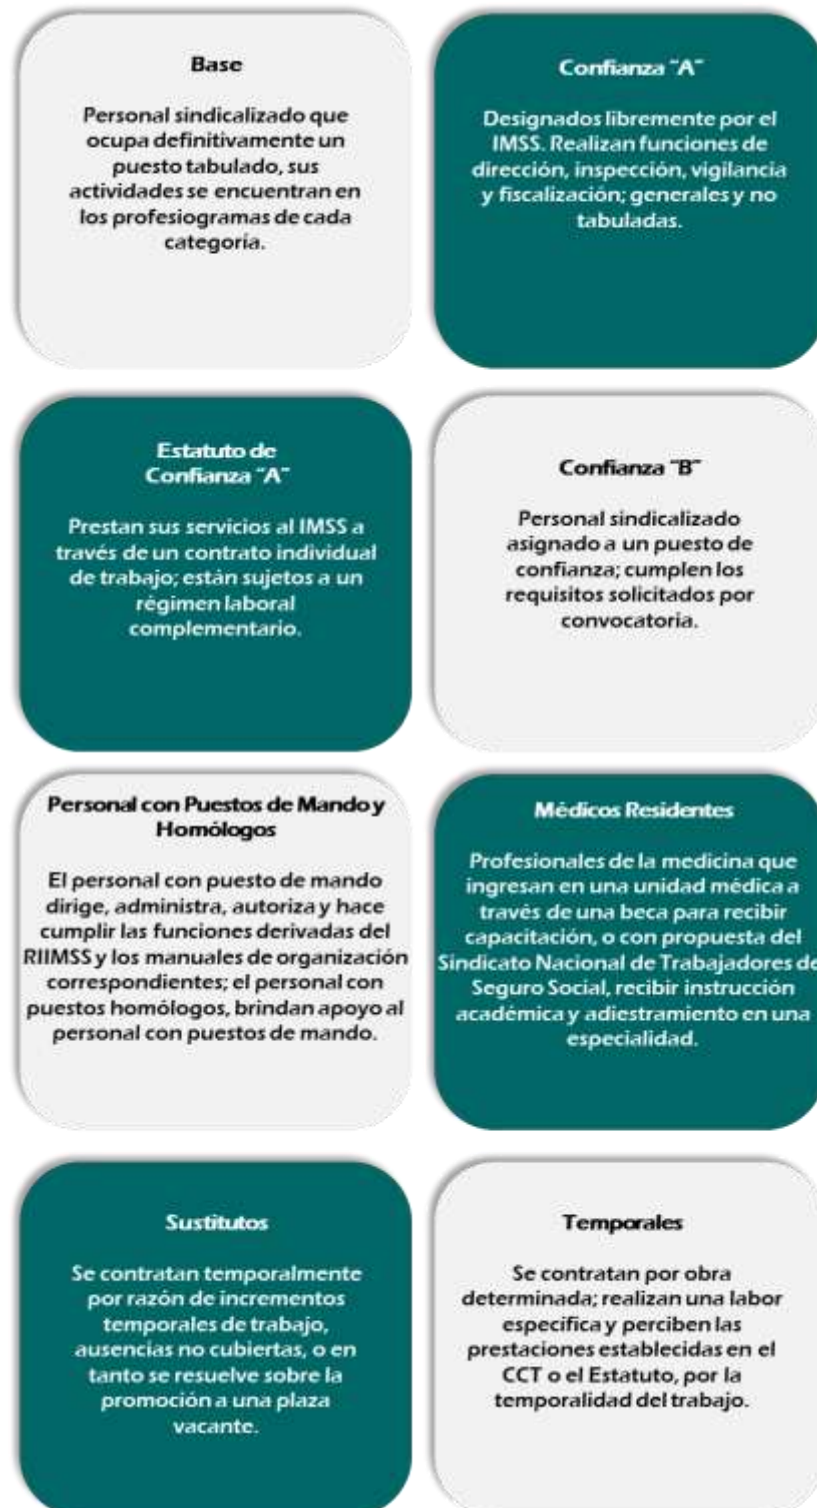 Base
Personal sindicalizado que
ocupa definitivamente un
puesto tabulado, sus
actividades se encuentran en
los profesiogramas de cada
categoría.
Confianza "A"
Designados libremente por el
IMSS. Realizan funciones de
dirección, inspección, vigilancia
y fiscalización; generales y no
tabuladas.
Estatuto de
Confianza "A"
Prestan sus servicios al IMSS a
través de un contrato individual
de trabajo; están sujetos a un
régimen laboral
complementario.
Confianza "B"
Personal sindicalizado
asignado a un puesto de
confianza; cumplen los
requisitos solicitados por
convocatoria.
Personal con Puestos de Mando y
Homólogos
El personal con puesto de mando
dirige, administra, autoriza y hace
cumplir las funciones derivadas del
RIIMSS y los manuales de organización
correspondientes; el personal con
puestos homólogos, brindan apoyo al
personal con puestos de mando.
Médicos Residentes
Profesionales de la medicina que
ingresan en una unidad médica a
través de una beca para recibir
capacitación, o con propuesta del
Sindicato Nacional de Trabajadores de
Seguro Social, recibir instrucción
académica y adiestramiento en una
especialidad.
Sustitutos
Se contratan temporalmente
por razón de incrementos
temporales de trabajo,
ausencias no cubiertas, o en
tanto se resuelve sobre la
promoción a una plaza
vacante.
Temporales
Se contratan por obra
determinada; realizan una labor
específica y perciben las
prestaciones establecidas en el
CCT o el Estatuto, por la
temporalidad del trabajo.